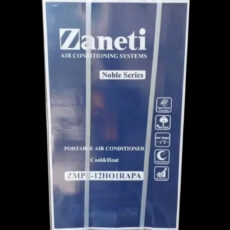 Zaneti
AIR CONDITIONING SYSTEMS
Noble Series
PORTABLE AIR CONDITIONER
Cool&Heat